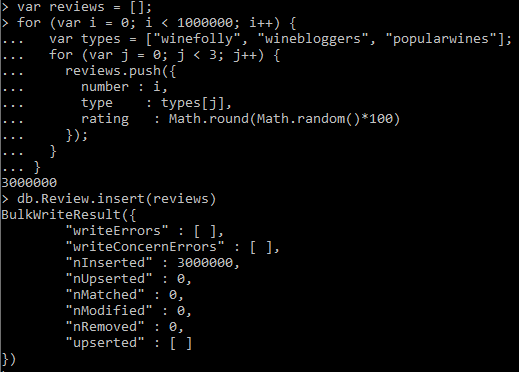 > var reviews = [];
> for (var i = 0; i < 1000000; i++) {
...   var types = ["winefolly", "winebloggers", "popularwines"];
...   for (var j = 0; j < 3; j++) {
...     reviews.push({
...       number : i,
...       type    : types[j],
...       rating   : Math.round(Math.random()*100)
...     });
...   }
... }
3000000
> db.Review.insert(reviews)
BulkWriteResult({
        "writeErrors" : [ ],
        "writeConcernErrors" : [ ],
        "nInserted" : 3000000,
        "nUpserted" : 0,
        "nMatched" : 0,
        "nModified" : 0,
        "nRemoved" : 0,
        "upserted" : [ ]
})